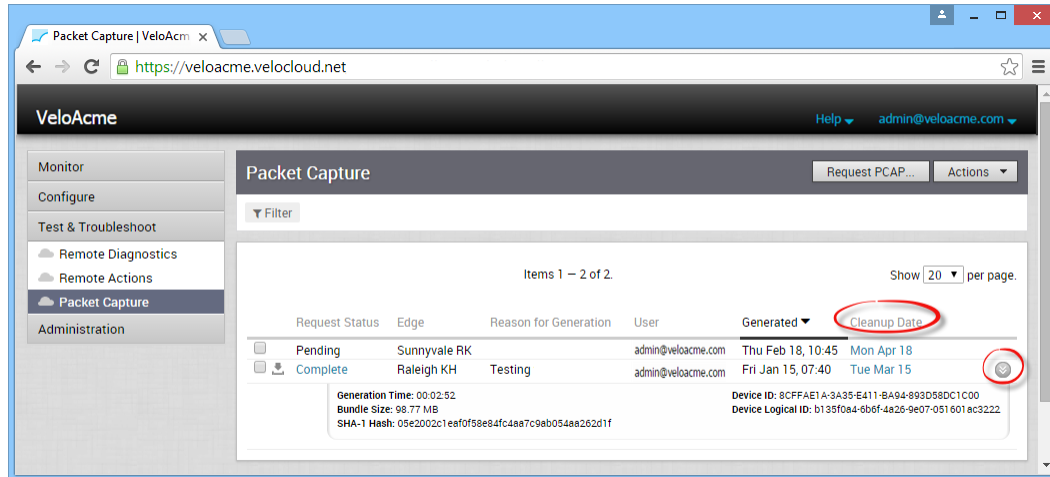 Packet Capture | VeloAcm x
https://veloacme.velocloud.net
VeloAcme
Help
admin@veloacme.com
Monitor
Configure
Test & Troubleshoot
Remote Diagnostics
Remote Actions
Packet Capture
Administration
Packet Capture
Request PCAP...
Actions
Filter
Items 1 — 2 of 2.
Show 20 per page.
Request Status Edge Reason for Generation User Generated Cleanup Date
Pending Sunnyvale RK admin@veloacme.com Thu Feb 18, 10:45 Mon Apr 18
Complete Raleigh KH Testing admin@veloacme.com Fri Jan 15, 07:40 Tue Mar 15
Generation Time: 00:02:52
Bundle Size: 98.77 MB
SHA-1 Hash: 05e2002c1eaf0f58e84fc4aa7c9ab054aa262d1f
Device ID: 8CFFAE1A-3A35-E411-BA94-893D58DC1C00
Device Logical ID: b135f0a4-6b6f-4a26-9e07-051601ac3222